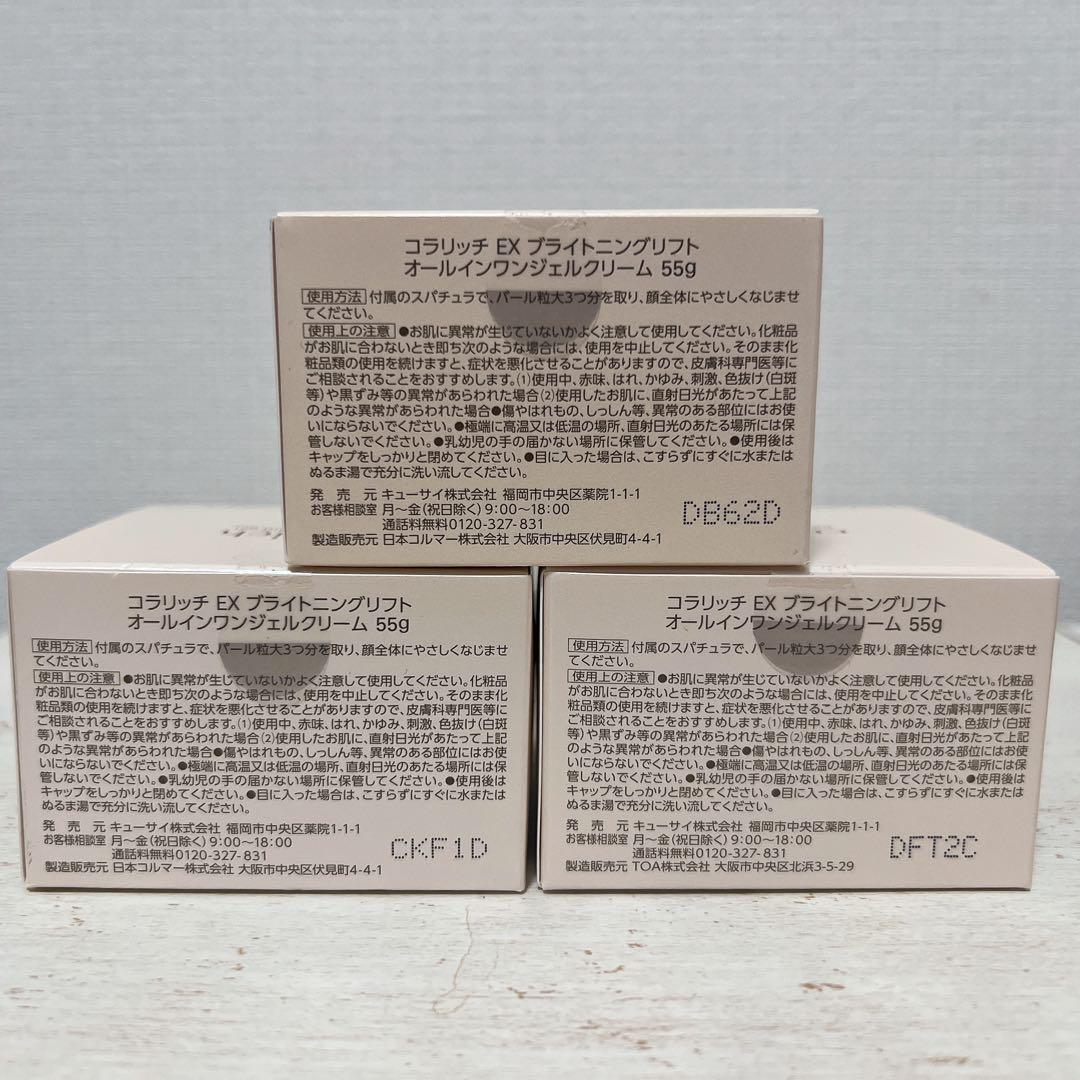 コラリッチ EX ブライトニングリフト
オールインワンジェルクリーム 55g
使用方法 付属のスパチュラで、パール粒大3つ分を取り、顔全体にやさしくなじませ
てください。
使用上の注意 ●お肌に異常が生じていないかよく注意して使用してください。化粧品
がお肌に合わないとき即ち次のような場合には、使用を中止してください。そのまま化
粧品類の使用を続けますと、症状を悪化させることがありますので、皮膚科専門医等に
ご相談されることをおすすめします。(1)使用中、赤味、はれ、かゆみ、刺激、色抜け(白斑
等)や黒ずみ等の異常があらわれた場合(2)使用したお肌に、直射日光があたって上記
のような異常があらわれた場合●傷やはれもの、しっしん等、異常のある部位にはお使
いにならないでください。●極端に高温又は低温の場所、直射日光のあたる場所には保
管しないでください。●乳幼児の手の届かない場所に保管してください。●使用後は
キャップをしっかりと閉めてください。●目に入った場合は、こすらずにすぐに水または
ぬるま湯で充分に洗い流してください。
発売元 キューサイ株式会社 福岡市中央区薬院1-1-1
お客様相談室 月〜金(祝日除く)9:00〜18:00
通話料無料0120-327-831
製造販売元 日本コルマー株式会社 大阪市中央区伏見町4-4-1
DB62D
コラリッチ EX ブライトニングリフト
オールインワンジェルクリーム 55g
使用方法 付属のスパチュラで、パール粒大3つ分を取り、顔全体にやさしくなじませ
てください。
使用上の注意 ●お肌に異常が生じていないかよく注意して使用してください。化粧品
がお肌に合わないとき即ち次のような場合には、使用を中止してください。そのまま化
粧品類の使用を続けますと、症状を悪化させることがありますので、皮膚科専門医等に
ご相談されることをおすすめします。(1)使用中、赤味、はれ、かゆみ、刺激、色抜け(白斑
等)や黒ずみ等の異常があらわれた場合(2)使用したお肌に、直射日光があたって上記
のような異常があらわれた場合●傷やはれもの、しっしん等、異常のある部位にはお使
いにならないでください。●極端に高温又は低温の場所、直射日光のあたる場所には保
管しないでください。●乳幼児の手の届かない場所に保管してください。●使用後は
キャップをしっかりと閉めてください。●目に入った場合は、こすらずにすぐに水または
ぬるま湯で充分に洗い流してください。
発売元 キューサイ株式会社 福岡市中央区薬院1-1-1
お客様相談室 月〜金(祝日除く)9:00〜18:00
通話料無料0120-327-831
製造販売元 日本コルマー株式会社 大阪市中央区伏見町4-4-1
CKF1D
コラリッチ EX ブライトニングリフト
オールインワンジェルクリーム 55g
使用方法 付属のスパチュラで、パール粒大3つ分を取り、顔全体にやさしくなじませ
てください。
使用上の注意 ●お肌に異常が生じていないかよく注意して使用してください。化粧品
がお肌に合わないとき即ち次のような場合には、使用を中止してください。そのまま化
粧品類の使用を続けますと、症状を悪化させることがありますので、皮膚科専門医等に
ご相談されることをおすすめします。(1)使用中、赤味、はれ、かゆみ、刺激、色抜け(白斑
等)や黒ずみ等の異常があらわれた場合(2)使用したお肌に、直射日光があたって上記
のような異常があらわれた場合●傷やはれもの、しっしん等、異常のある部位にはお使
いにならないでください。●極端に高温又は低温の場所、直射日光のあたる場所には保
管しないでください。●乳幼児の手の届かない場所に保管してください。●使用後は
キャップをしっかりと閉めてください。●目に入った場合は、こすらずにすぐに水または
ぬるま湯で充分に洗い流してください。
発売元 キューサイ株式会社 福岡市中央区薬院1-1-1
お客様相談室 月〜金(祝日除く)9:00〜18:00
通話料無料0120-327-831
製造販売元 TOA株式会社 大阪市中央区北浜3-5-29
DFT2C